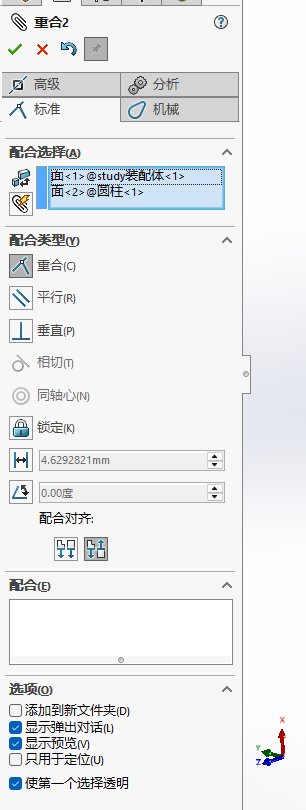 重合2
高级
分析
标准
机械
配合选择(A)
面<1>@study装配体<1>
面<2>@圆柱<1>
配合类型(Y)
重合(C)
平行(R)
垂直(P)
相切(T)
同轴心(N)
锁定(K)
4.6292821mm
0.00度
配合对齐:
配合(E)
选项(O)
添加到新文件夹(D)
显示弹出对话(L)
显示预览(V)
只用于定位(U)
使第一个选择透明
X
Y
Z